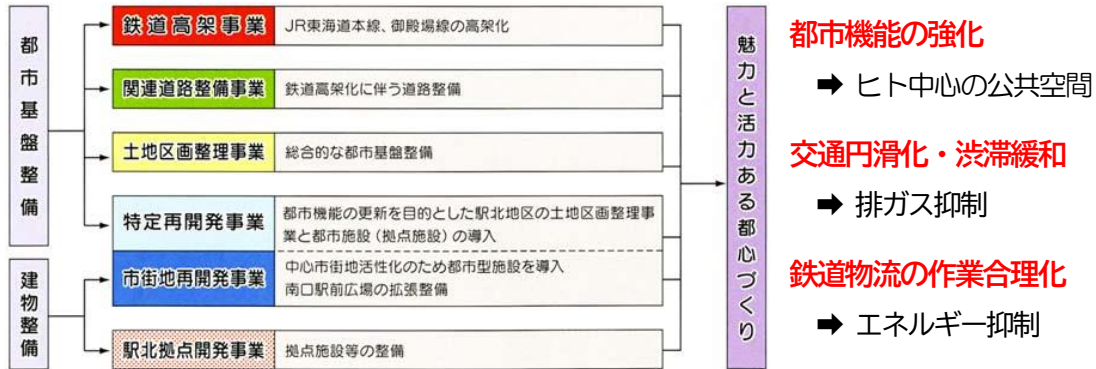 都市基盤整備
鉄道高架事業
JR東海道本線、御殿場線の高架化
関連道路整備事業
鉄道高架化に伴う道路整備
土地区画整理事業
総合的な都市基盤整備
特定再開発事業
都市機能の更新を目的とした駅北地区の土地区画整理事
業と都市施設（拠点施設）の導入
建物整備
市街地再開発事業
中心市街地活性化のため都市型施設を導入
南口駅前広場の拡張整備
駅北拠点開発事業
拠点施設等の整備
魅力と活力ある都心づくり
都市機能の強化
➡ ヒト中心の公共空間
交通円滑化・渋滞緩和
➡ 排ガス抑制
鉄道物流の作業合理化
➡ エネルギー抑制